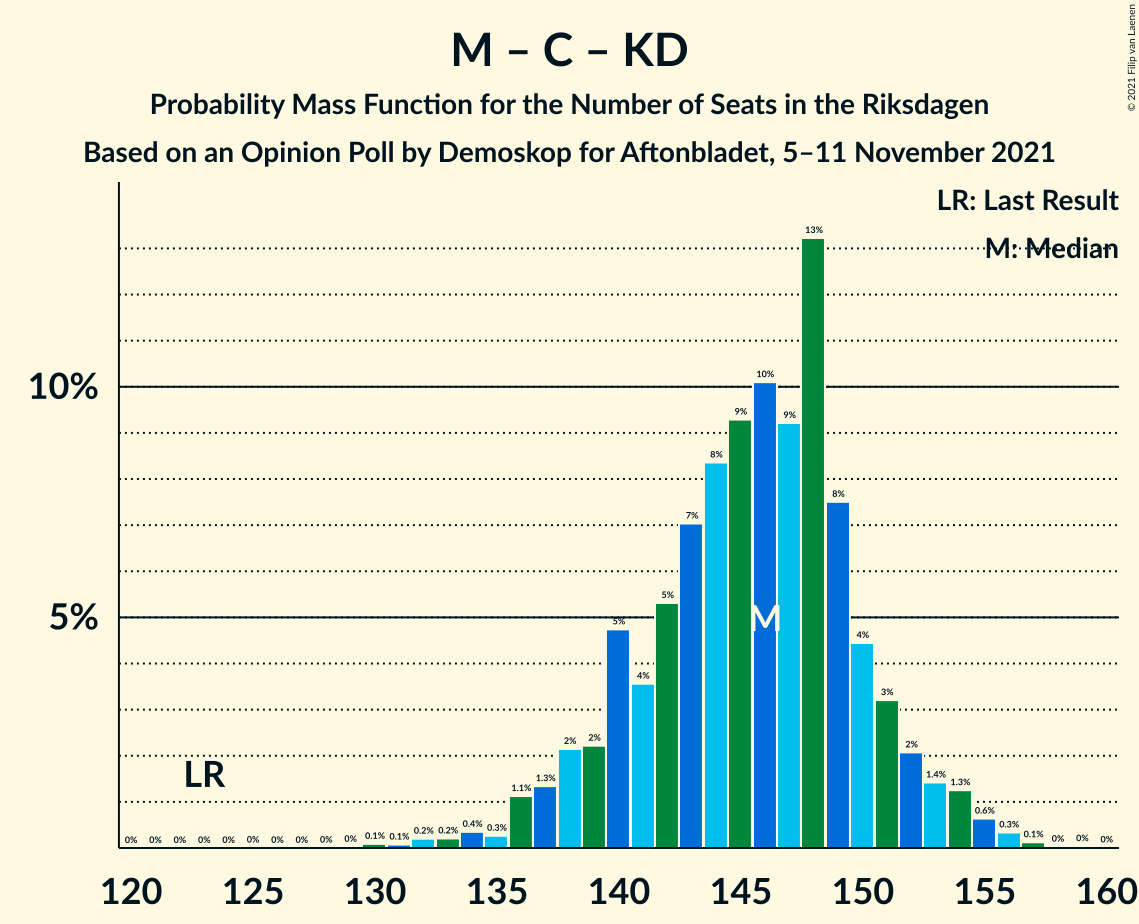 © 2021 Filip van Laenen
M – C – KD
Probability Mass Function for the Number of Seats in the Riksdagen
Based on an Opinion Poll by Demoskop for Aftonbladet, 5–11 November 2021
LR: Last Result
M: Median
10%
5%
LR
M
0% 0% 0% 0% 0% 0% 0% 0% 0% 0% 0.1% 0.1% 0.2% 0.2% 0.4% 0.3% 1.1% 1.3% 2% 2% 5% 4% 5% 7% 8% 9% 10% 9% 13% 8% 4% 3% 2% 1.4% 1.3% 0.6% 0.3% 0.1% 0% 0% 0%
120 125 130 135 140 145 150 155 160